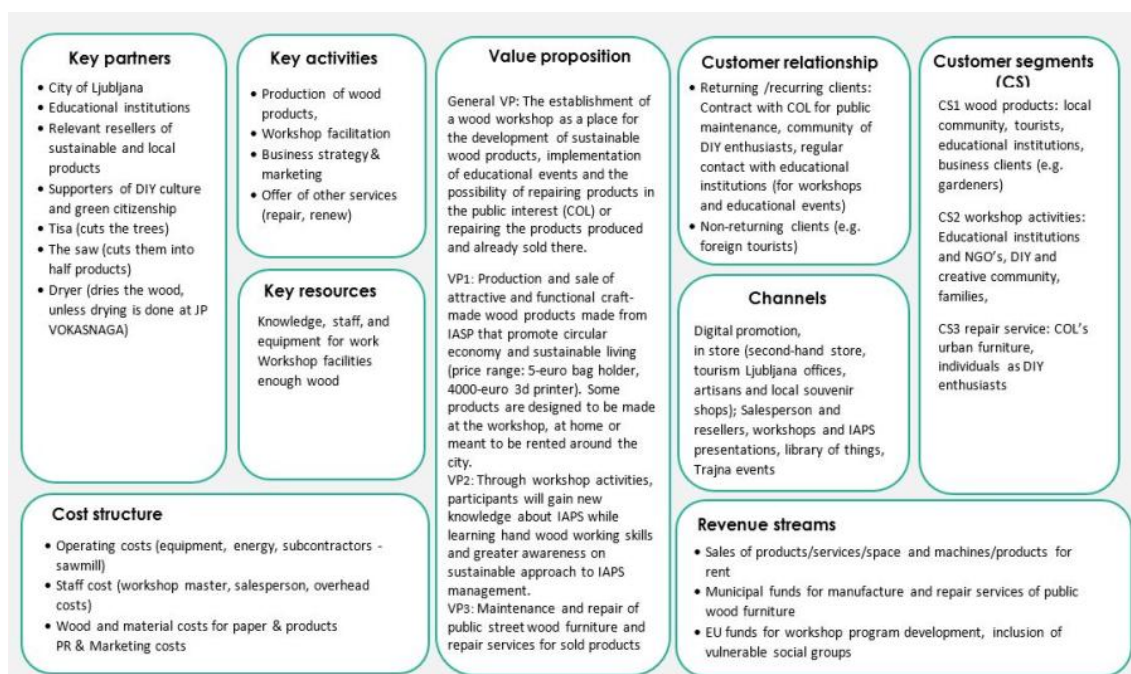 Key partners
• City of Ljubljana
• Educational institutions
• Relevant resellers of
sustainable and local
products
• Supporters of DIY culture
and green citizenship
• Tisa (cuts the trees)
• The saw (cuts them into
half products)
• Dryer (dries the wood,
unless drying is done at JP
VOKASNAGA)
Key activities
• Production of wood
products,
• Workshop facilitation
• Business strategy &
marketing
• Offer of other services
(repair, renew)
Key resources
Knowledge, staff, and
equipment for work
Workshop facilities
enough wood
Value proposition
General VP: The establishment of
a wood workshop as a place for
the development of sustainable
wood products, implementation
of educational events and the
possibility of repairing products in
the public interest (COL) or
repairing the products produced
and already sold there.
VP1: Production and sale of
attractive and functional craft-
made wood products made from
IASP that promote circular
economy and sustainable living
(price range: 5-euro bag holder,
4000-euro 3d printer). Some
products are designed to be made
at the workshop, at home or
meant to be rented around the
city.
VP2: Through workshop activities,
participants will gain new
knowledge about IAPS while
learning hand wood working skills
and greater awareness on
sustainable approach to IAPS
management.
VP3: Maintenance and repair of
public street wood furniture and
repair services for sold products
Customer relationship
• Returning /recurring clients:
Contract with COL for public
maintenance, community of
DIY enthusiasts, regular
contact with educational
institutions (for workshops
and educational events)
• Non-returning clients (e.g.
foreign tourists)
Channels
Digital promotion,
in store (second-hand store,
tourism Ljubljana offices,
artisans and local souvenir
shops); Salesperson and
resellers, workshops and IAPS
presentations, library of things,
Trajna events
Customer segments
(CS)
CS1 wood products: local
community, tourists,
educational institutions,
business clients (e.g.
gardeners)
CS2 workshop activities:
Educational institutions
and NGO's, DIY and
creative community,
families,
CS3 repair service: COL's
urban furniture,
individuals as DIY
enthusiasts
Cost structure
• Operating costs (equipment, energy, subcontractors -
sawmill)
• Staff cost (workshop master, salesperson, overhead
costs)
• Wood and material costs for paper & products
PR & Marketing costs
Revenue streams
• Sales of products/services/space and machines/products for
rent
• Municipal funds for manufacture and repair services of public
wood furniture
• EU funds for workshop program development, inclusion of
vulnerable social groups